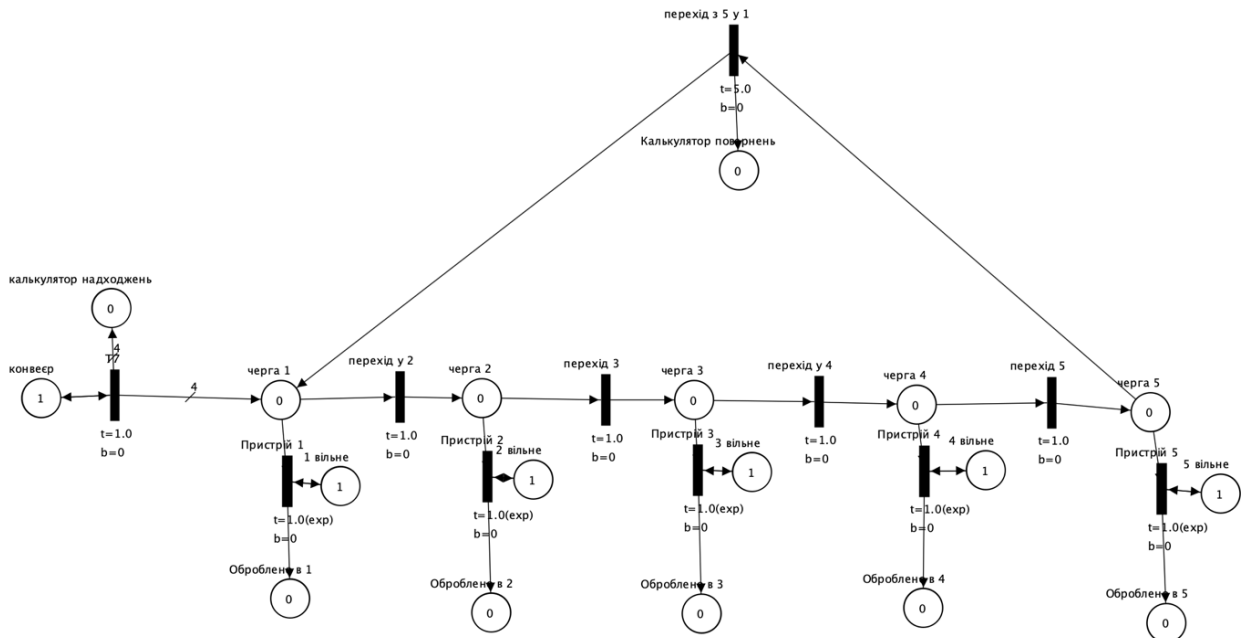 перехід з 5 у 1
t=5.0
b=0
Калькулятор повернень
0
калькулятор надходжень
0
4
конвеєр
1
t=1.0
b=0
4
черга 1
0
перехід у 2
t=1.0
b=0
черга 2
0
перехід 3
t=1.0
b=0
черга 3
0
перехід у 4
t=1.0
b=0
черга 4
0
перехід 5
t=1.0
b=0
черга 5
0
Пристрій 1
1 вільне
1
t=1.0(exp)
b=0
Оброблено в 1
0
Пристрій 2
2 вільне
1
t=1.0(exp)
b=0
Оброблено в 2
0
Пристрій 3
3 вільне
1
t=1.0(exp)
b=0
Оброблено в 3
0
Пристрій 4
4 вільне
1
t=1.0(exp)
b=0
Оброблено в 4
0
Пристрій 5
5 вільне
1
t=1.0(exp)
b=0
Оброблено в 5
0